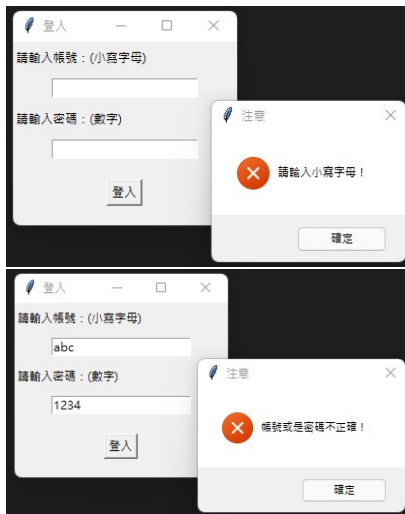 登入
請輸入帳號：(小寫字母)
請輸入密碼：(數字)
登入
注意
請輸入小寫字母！
確定
登入
請輸入帳號：(小寫字母)
abc
請輸入密碼：(數字)
1234
登入
注意
帳號或是密碼不正確！
確定